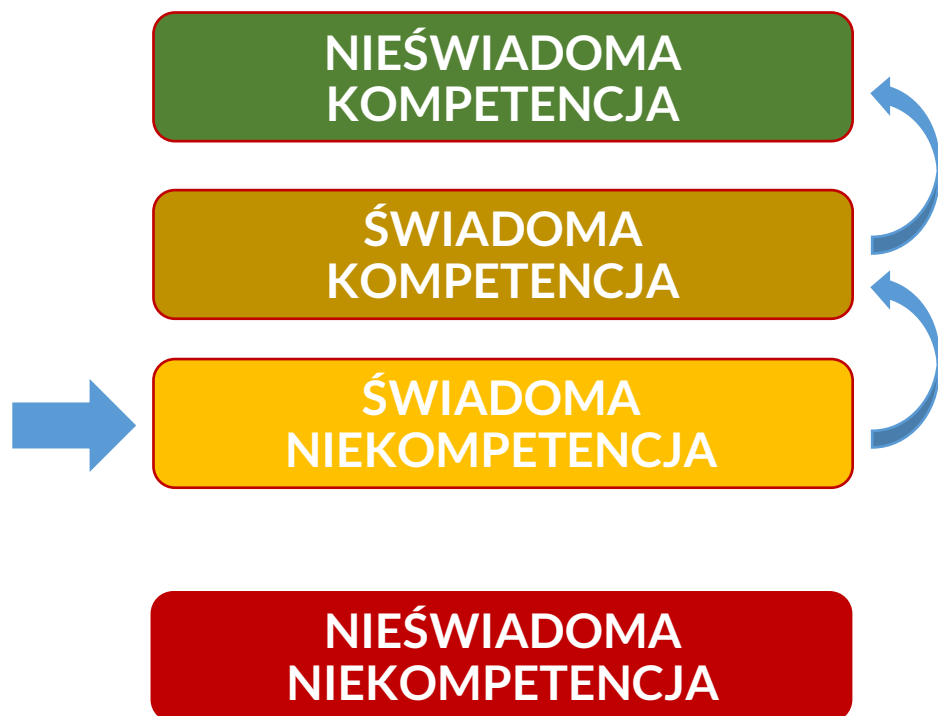 NIEŚWIADOMA
KOMPETENCJA
ŚWIADOMA
KOMPETENCJA
ŚWIADOMA
NIEKOMPETENCJA
NIEŚWIADOMA
NIEKOMPETENCJA